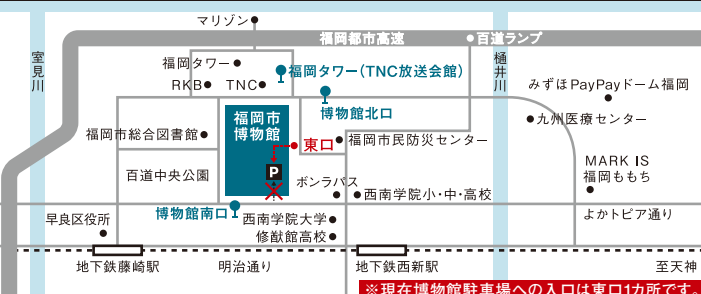 マリゾン
福岡都市高速
百道ランプ
室見川
樋井川
福岡タワー
福岡タワー(TNC放送会館)
RKB
TNC
みずほPayPayドーム福岡
博物館北口
福岡市
博物館
九州医療センター
福岡市総合図書館
東口
福岡市民防災センター
P
MARK IS
福岡ももち
百道中央公園
ボンラパス
西南学院小・中・高校
博物館南口
よかトピア通り
早良区役所
西南学院大学
修猷館高校
地下鉄藤崎駅
明治通り
地下鉄西新駅
至天神
※現在博物館駐車場への入口は東口1カ所です。